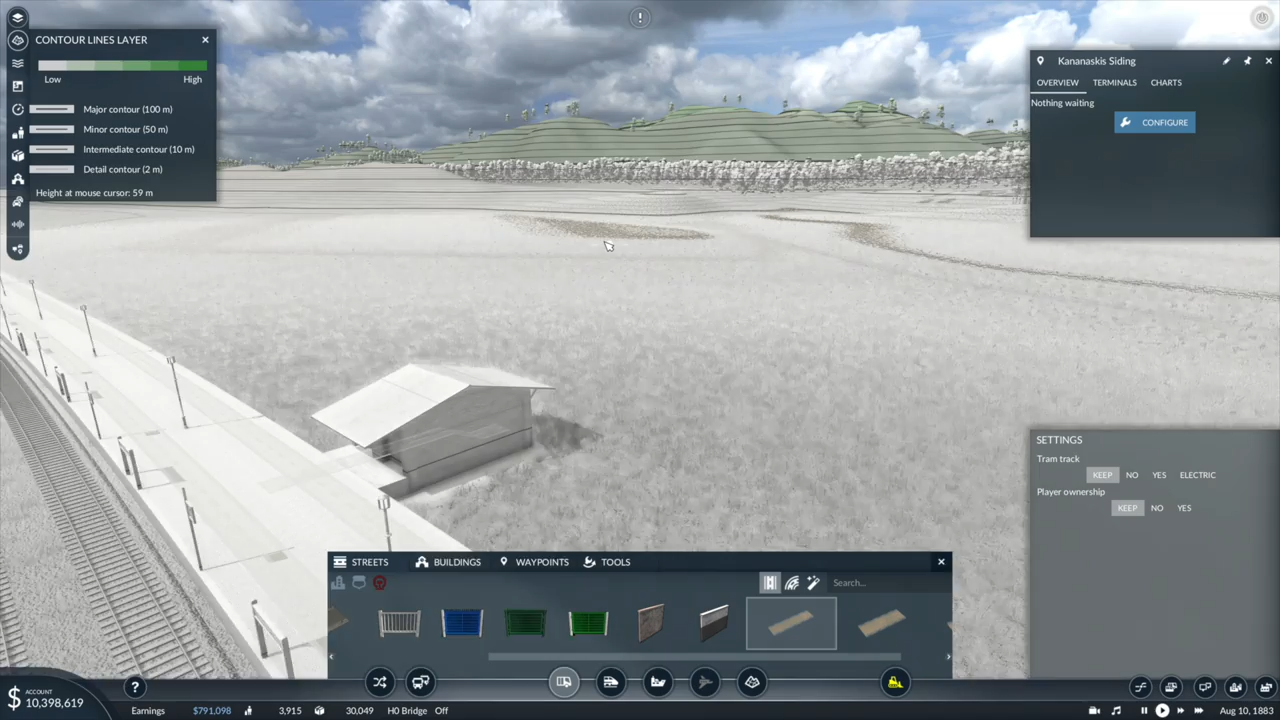 CONTOUR LINES LAYER
Low
High
Major contour (100 m)
Minor contour (50 m)
Intermediate contour (10 m)
Detail contour (2 m)
Height at mouse cursor: 59 m
!
Kananaskis Siding
OVERVIEW
TERMINALS
CHARTS
Nothing waiting
CONFIGURE
SETTINGS
Tram track
KEEP
NO
YES
ELECTRIC
Player ownership
KEEP
NO
YES
STREETS
BUILDINGS
WAYPOINTS
TOOLS
Search...
$
ACCOUNT
10,398,619
?
Earnings
$791,098
3,915
30,049
H0 Bridge
Off
Aug 10, 1883